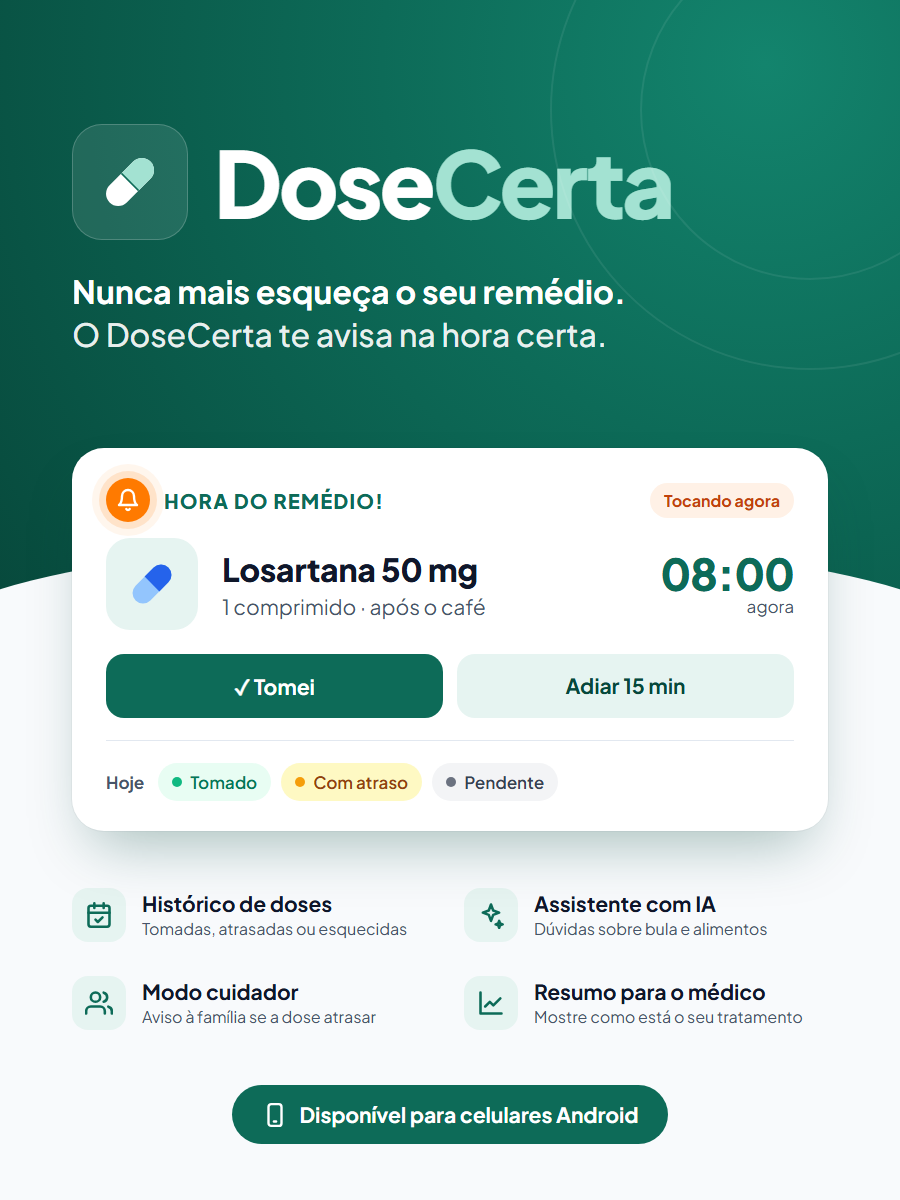 DoseCerta
Nunca mais esqueça o seu remédio.
O DoseCerta te avisa na hora certa.
HORA DO REMÉDIO!
Tocando agora
Losartana 50 mg
1 comprimido · após o café
08:00
agora
✓ Tomei
Adiar 15 min
Hoje
Tomado
Com atraso
Pendente
Histórico de doses
Tomadas, atrasadas ou esquecidas
Assistente com IA
Dúvidas sobre bula e alimentos
Modo cuidador
Aviso à família se a dose atrasar
Resumo para o médico
Mostre como está o seu tratamento
Disponível para celulares Android